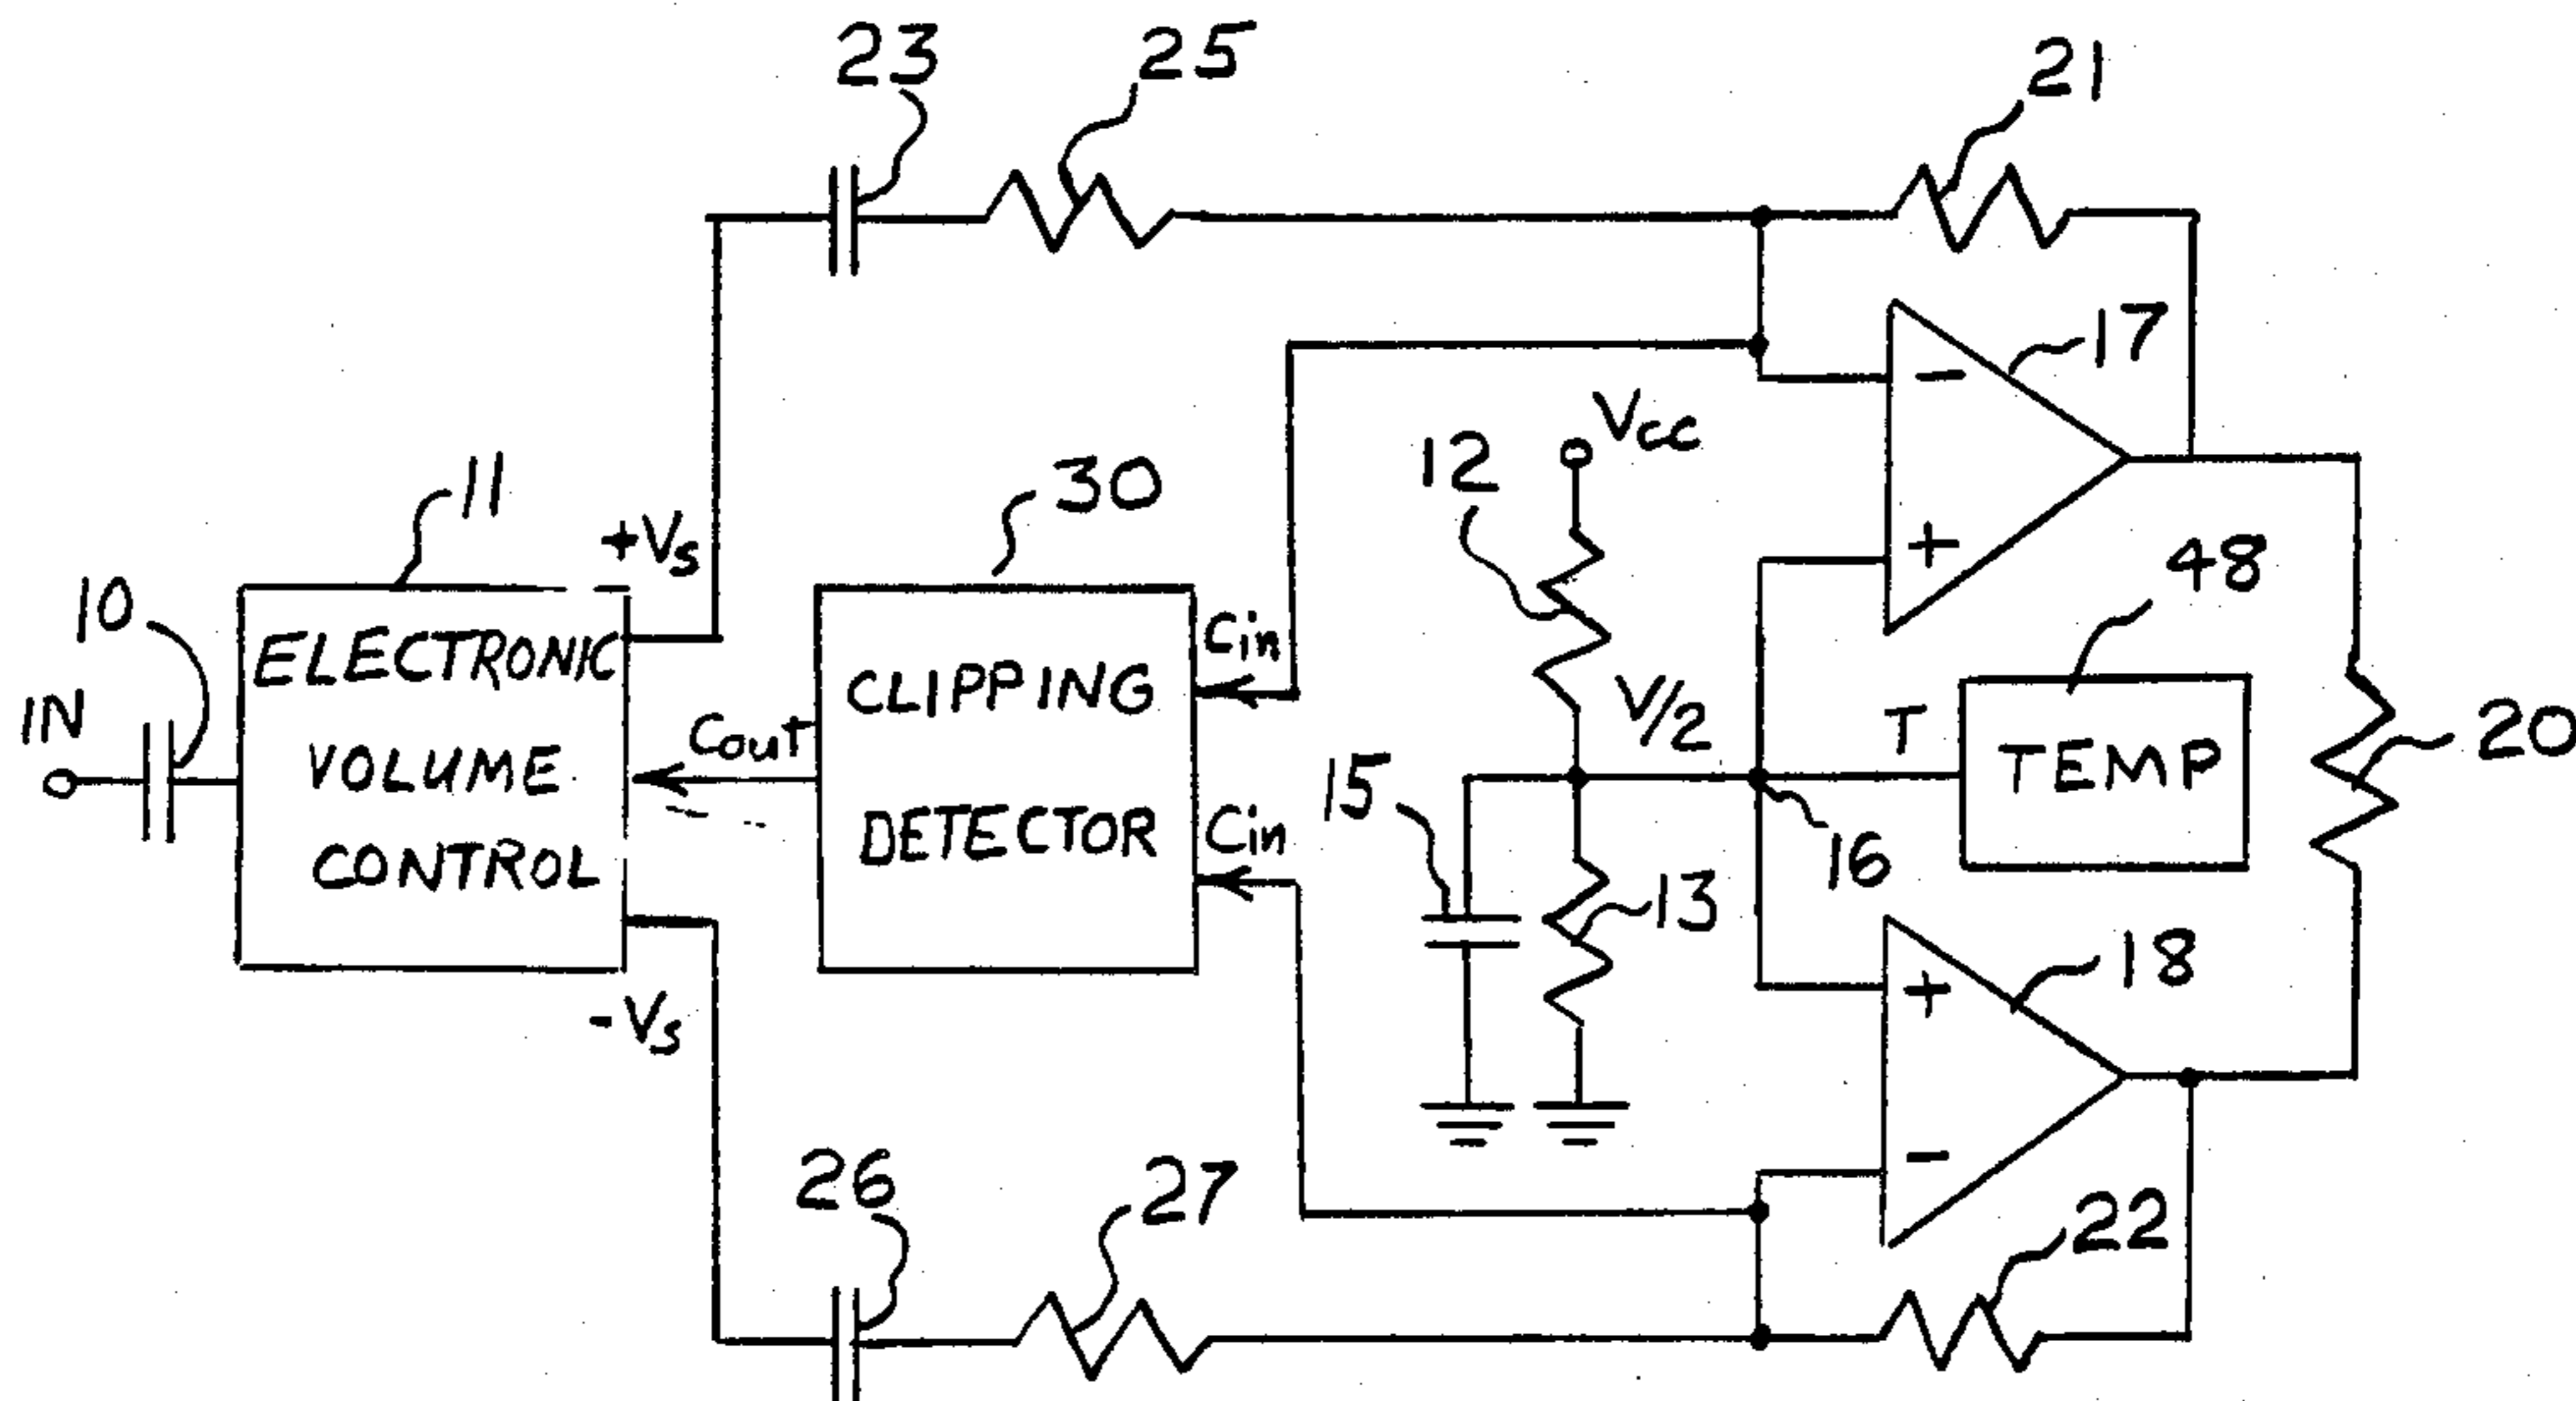 23
25
21
17
Vcc
12
11
30
+Vs
48
10
ELECTRONIC
VOLUME
CONTROL
CLIPPING
DETECTOR
Cin
IN
Cout
V/2
T
TEMP
20
15
Cin
16
13
18
-Vs
26
27
22
-
+
+
-